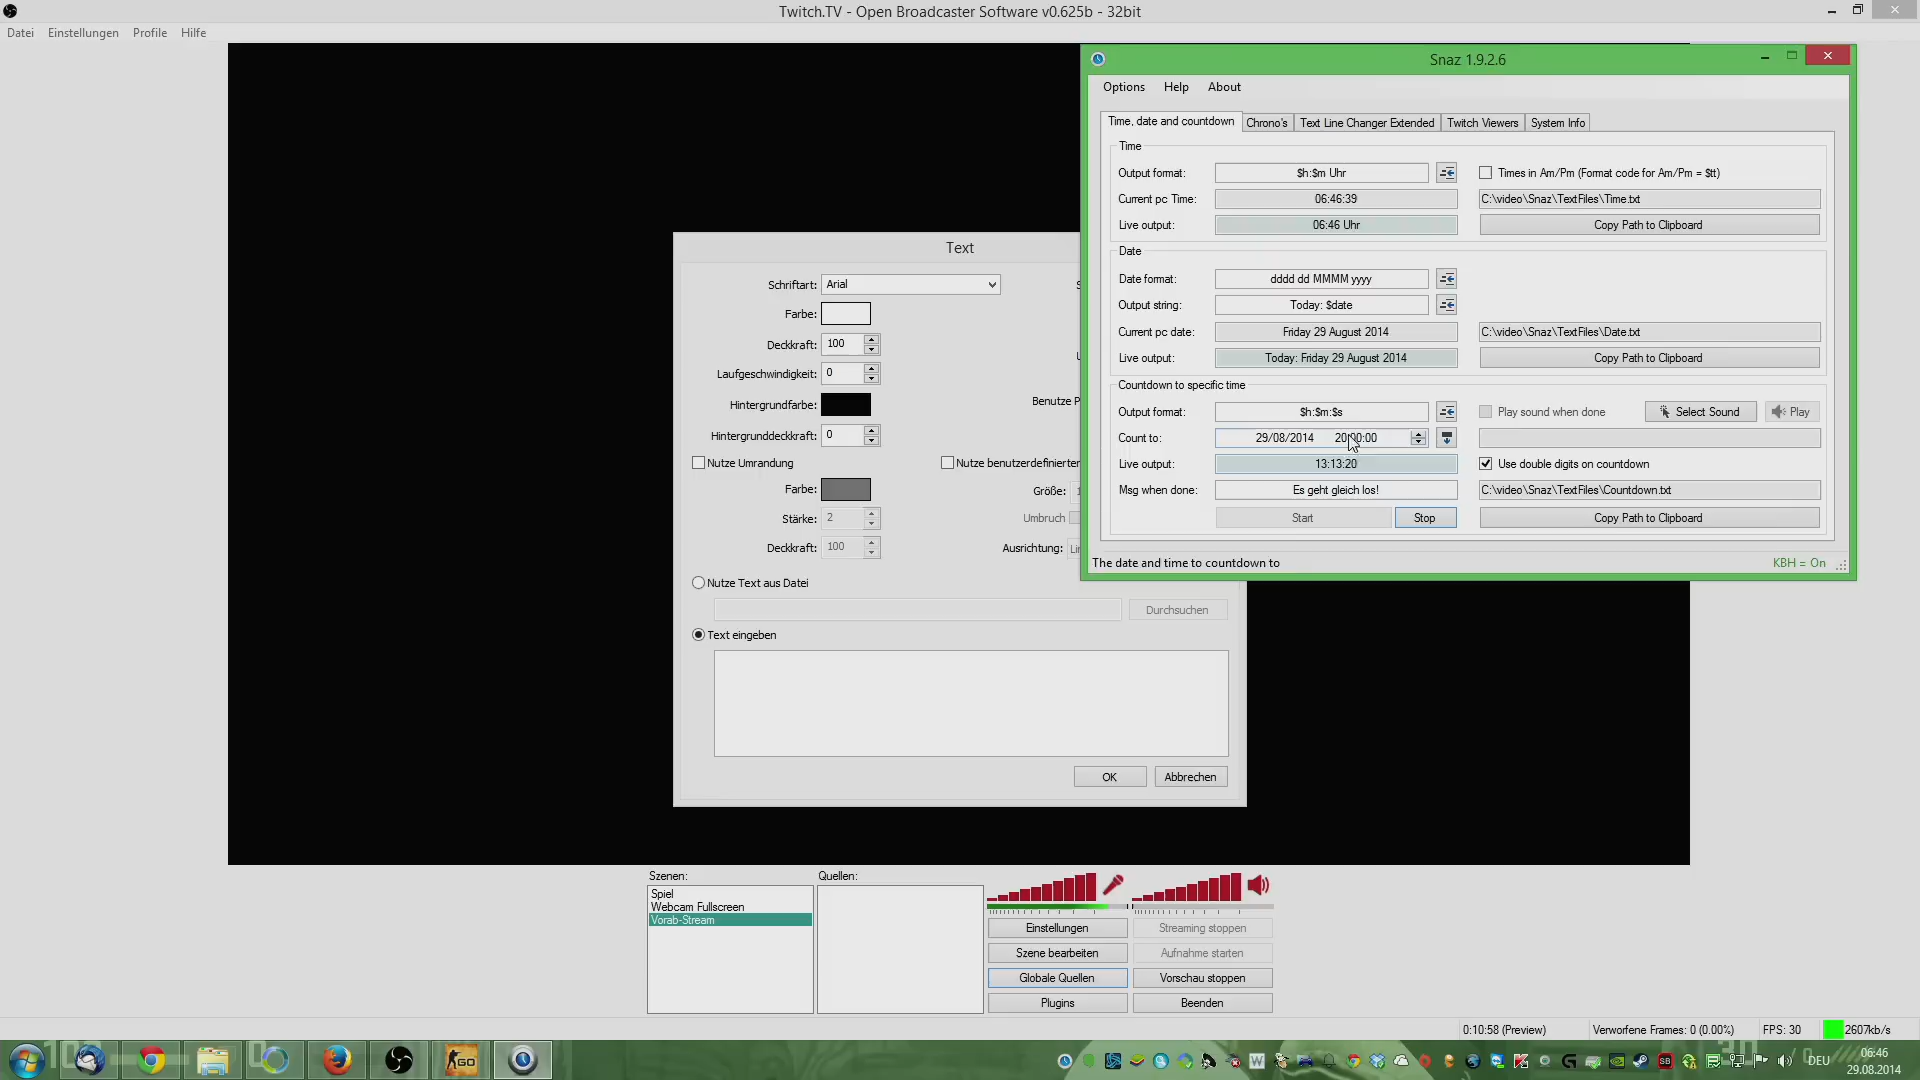 Twitch.TV - Open Broadcaster Software v0.625b - 32bit
Datei Einstellungen Profile Hilfe
Snaz 1.9.2.6
Options Help About
Time, date and countdown Chrono's Text Line Changer Extended Twitch Viewers System Info
Time
Output format: $h:$m Uhr Times in Am/Pm (Format code for Am/Pm = $tt)
Current pc Time: 06:46:39 C:\video\Snaz\TextFiles\Time.txt
Live output: 06:46 Uhr Copy Path to Clipboard
Date
Date format: dddd dd MMMM yyyy
Output string: Today: $date
Current pc date: Friday 29 August 2014 C:\video\Snaz\TextFiles\Date.txt
Live output: Today: Friday 29 August 2014 Copy Path to Clipboard
Countdown to specific time
Output format: $h:$m:$s Play sound when done Select Sound Play
Count to: 29/08/2014 20:00:00
Live output: 13:13:20 Use double digits on countdown
Msg when done: Es geht gleich los! C:\video\Snaz\TextFiles\Countdown.txt
Start Stop Copy Path to Clipboard
The date and time to countdown to KBH = On
Text
Schriftart: Arial
Farbe:
Deckkraft: 100
Laufgeschwindigkeit: 0
Hintergrundfarbe: Benutze
Hintergrunddeckkraft: 0
Nutze Umrandung Nutze benutzerdefinierten
Farbe: Größe:
Stärke: 2 Umbruch
Deckkraft: 100 Ausrichtung:
Nutze Text aus Datei
Durchsuchen
Text eingeben
OK Abbrechen
Szenen: Quellen:
Spiel
Webcam Fullscreen
Vorab-Stream
Einstellungen Streaming stoppen
Szene bearbeiten Aufnahme starten
Globale Quellen Vorschau stoppen
Plugins Beenden
0:10:58 (Preview) Verworfene Frames: 0 (0.00%) FPS: 30 2607kb/s
GO DEU 06:46
29.08.2014